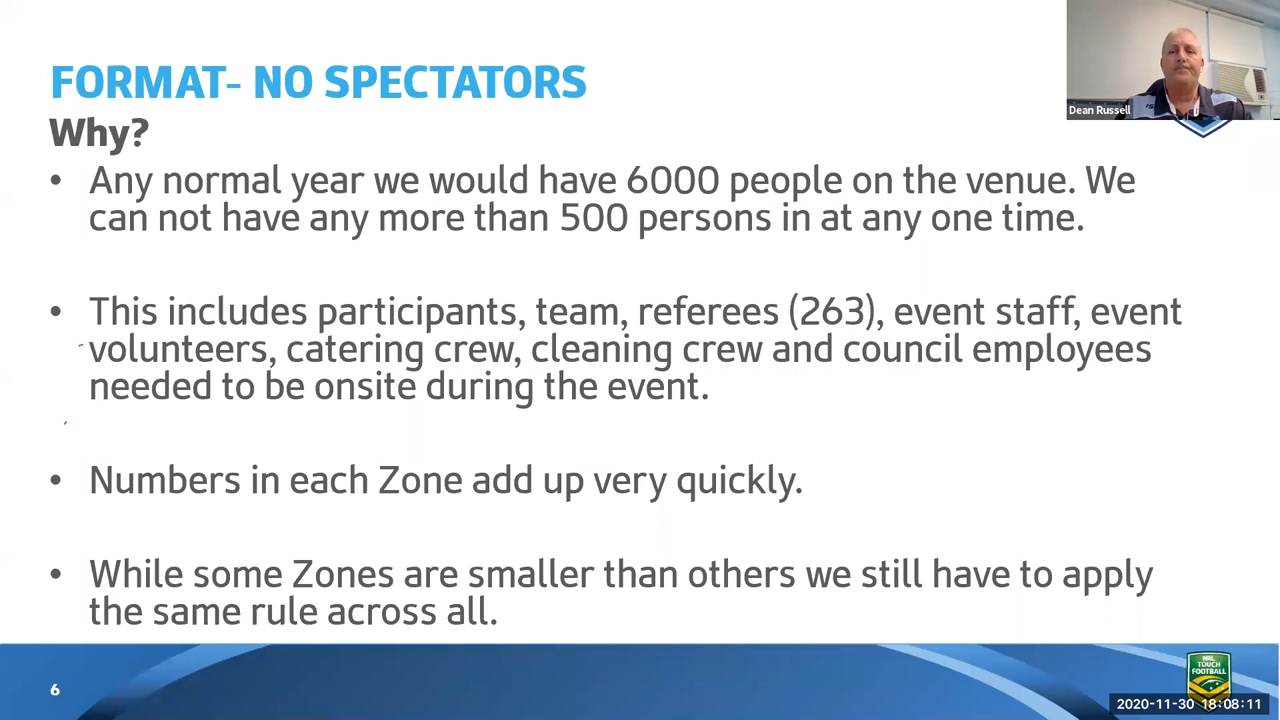 FORMAT- NO SPECTATORS
Dean Russell
Why?
• Any normal year we would have 6000 people on the venue. We
can not have any more than 500 persons in at any one time.
• This includes participants, team, referees (263), event staff, event
volunteers, catering crew, cleaning crew and council employees
needed to be onsite during the event.
• Numbers in each Zone add up very quickly.
• While some Zones are smaller than others we still have to apply
the same rule across all.
6
NRL
TOUCH
FOOTBALL
2020-11-30 18:08:11